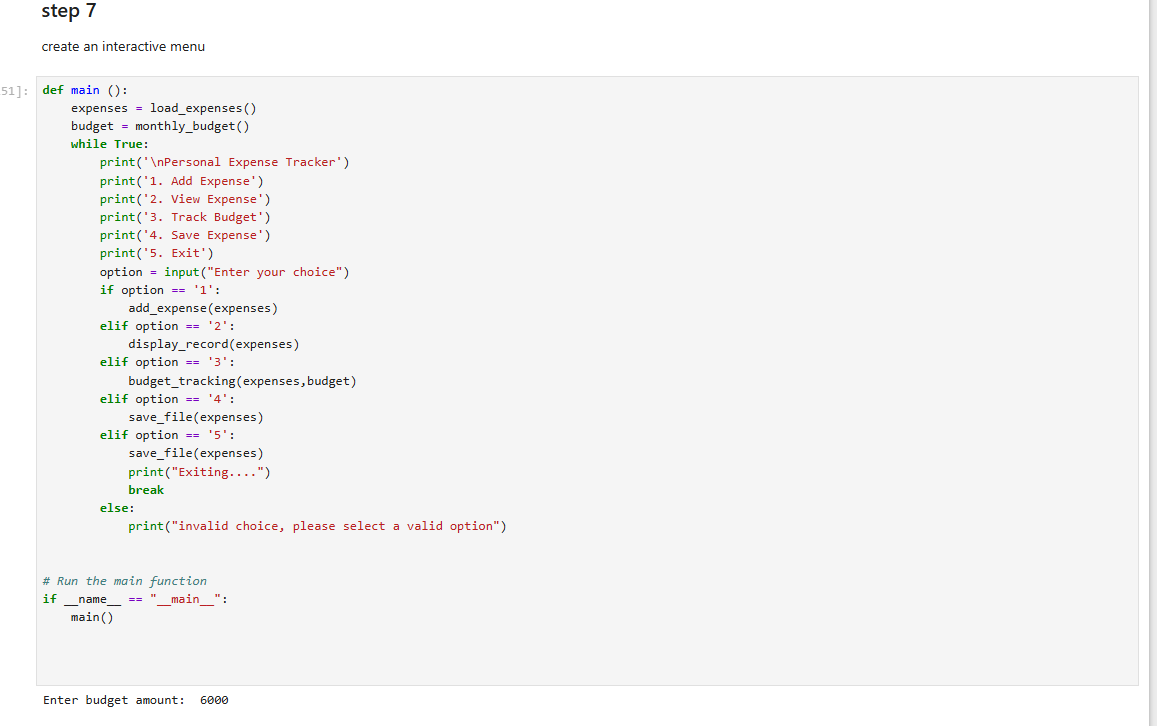 step 7
create an interactive menu
51]:
def main ():
    expenses = load_expenses()
    budget = monthly_budget()
    while True:
        print('\nPersonal Expense Tracker')
        print('1. Add Expense')
        print('2. View Expense')
        print('3. Track Budget')
        print('4. Save Expense')
        print('5. Exit')
        option = input("Enter your choice")
        if option == '1':
            add_expense(expenses)
        elif option == '2':
            display_record(expenses)
        elif option == '3':
            budget_tracking(expenses,budget)
        elif option == '4':
            save_file(expenses)
        elif option == '5':
            save_file(expenses)
            print("Exiting....")
            break
        else:
            print("invalid choice, please select a valid option")
# Run the main function
if __name__ == "__main__":
    main()
Enter budget amount:  6000